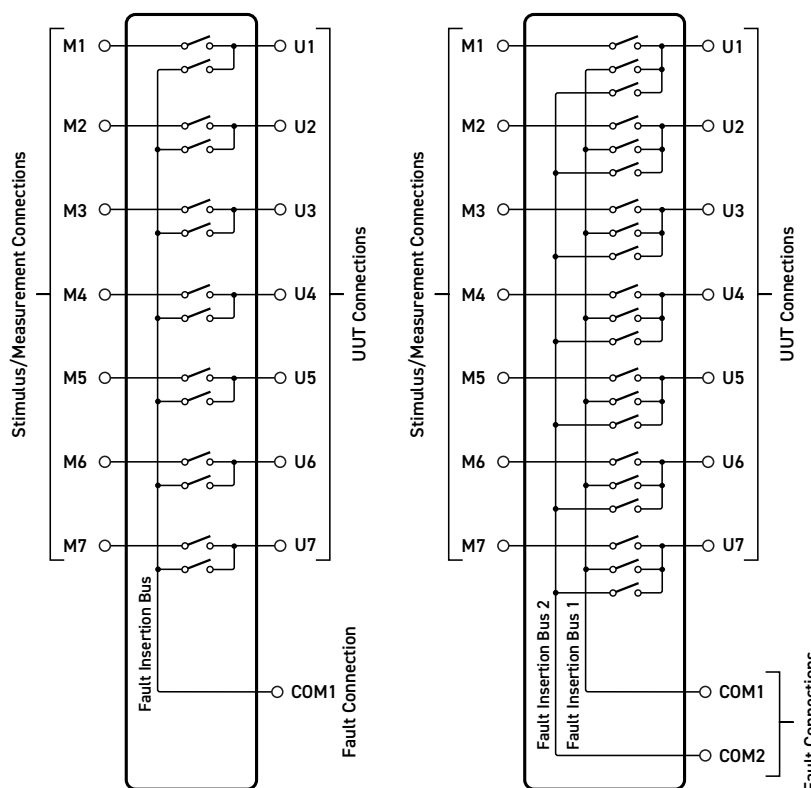 Stimulus/Measurement Connections
M1
M2
M3
M4
M5
M6
M7
U1
U2
U3
U4
U5
U6
U7
UUT Connections
Fault Insertion Bus
COM1
Fault Connection
Stimulus/Measurement Connections
M1
M2
M3
M4
M5
M6
M7
U1
U2
U3
U4
U5
U6
U7
UUT Connections
Fault Insertion Bus 2
Fault Insertion Bus 1
COM1
COM2
Fault Connections